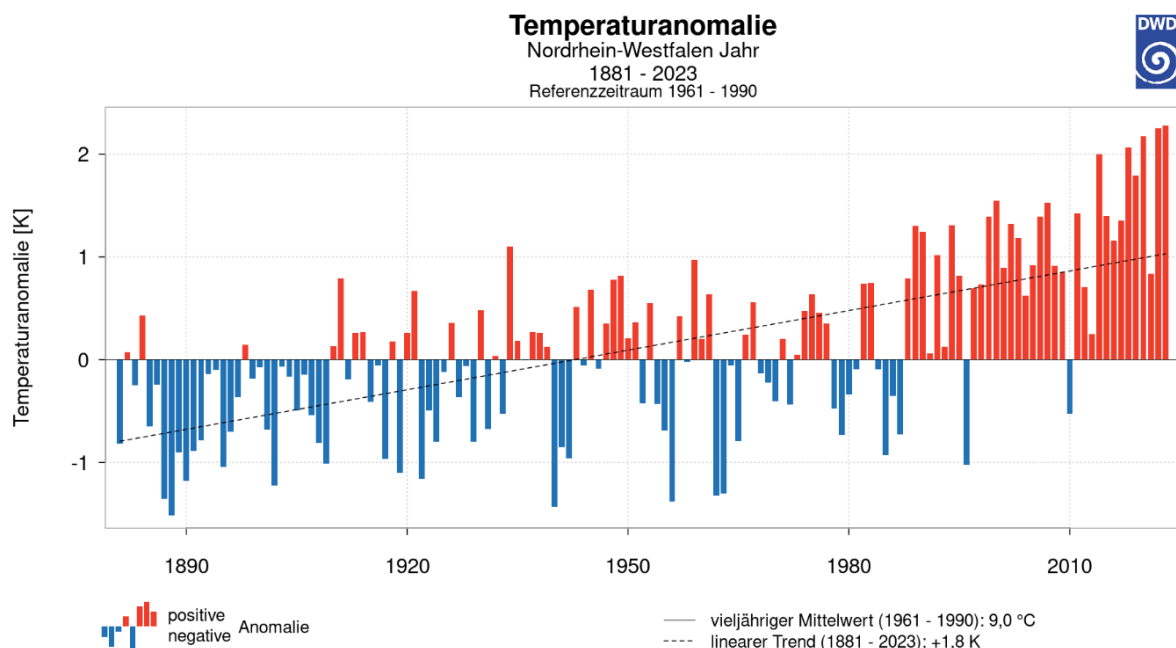 Temperaturanomalie
Nordrhein-Westfalen Jahr
1881 - 2023
Referenzzeitraum 1961 - 1990
DWD
Temperaturanomalie [K]
2
1
0
-1
1890
1920
1950
1980
2010
positive
negative
Anomalie
vieljähriger Mittelwert (1961 - 1990): 9,0 °C
linearer Trend (1881 - 2023): +1.8 K